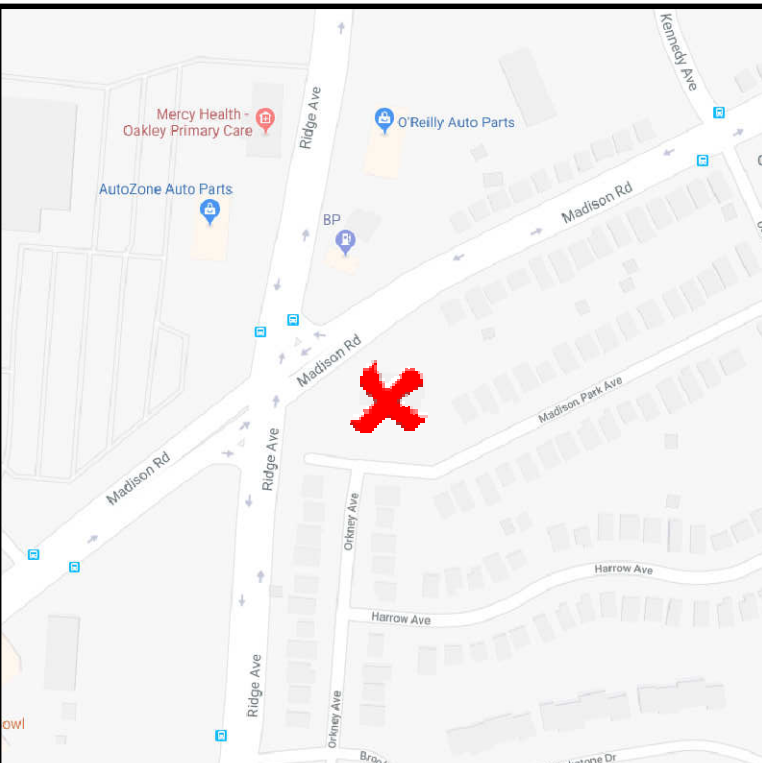 Kennedy Ave
Ridge Ave
Mercy Health -
Oakley Primary Care
O'Reilly Auto Parts
AutoZone Auto Parts
Madison Rd
BP
Madison Rd
Madison Park Ave
Ridge Ave
Madison Rd
Orkney Ave
Harrow Ave
Harrow Ave
Ridge Ave
Orkney Ave
owl